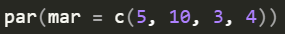 par(mar = c(5, 10, 3, 4))